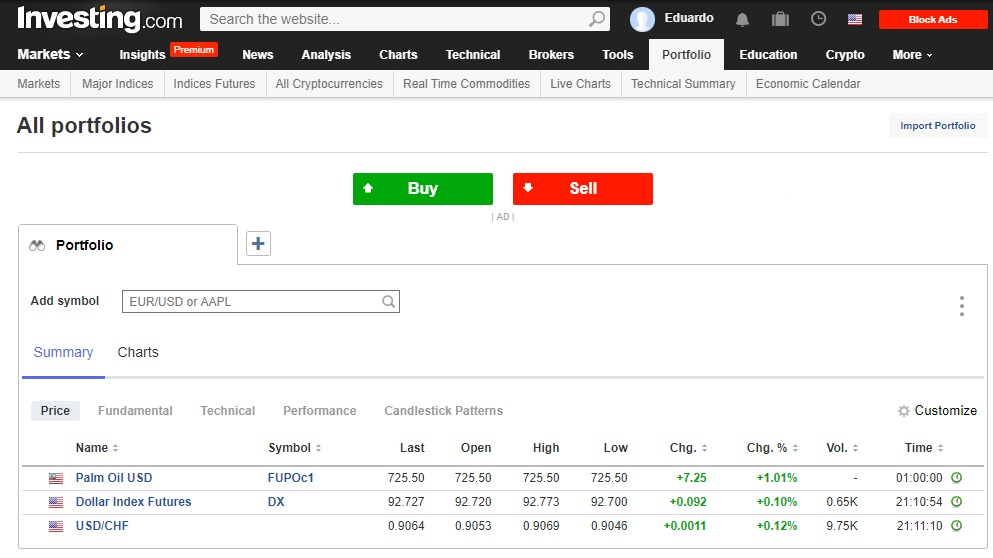 Investing.com Search the website... Eduardo Block Ads
Markets Insights Premium News Analysis Charts Technical Brokers Tools Portfolio Education Crypto More
Markets Major Indices Indices Futures All Cryptocurrencies Real Time Commodities Live Charts Technical Summary Economic Calendar
All portfolios Import Portfolio
Buy Sell
| AD |
Portfolio +
Add symbol EUR/USD or AAPL
Summary Charts
Price Fundamental Technical Performance Candlestick Patterns Customize
Name Symbol Last Open High Low Chg. Chg. % Vol. Time
Palm Oil USD FUPOc1 725.50 725.50 725.50 725.50 +7.25 +1.01% - 01:00:00
Dollar Index Futures DX 92.727 92.720 92.773 92.700 +0.092 +0.10% 0.65K 21:10:54
USD/CHF 0.9064 0.9053 0.9069 0.9046 +0.0011 +0.12% 9.75K 21:11:10